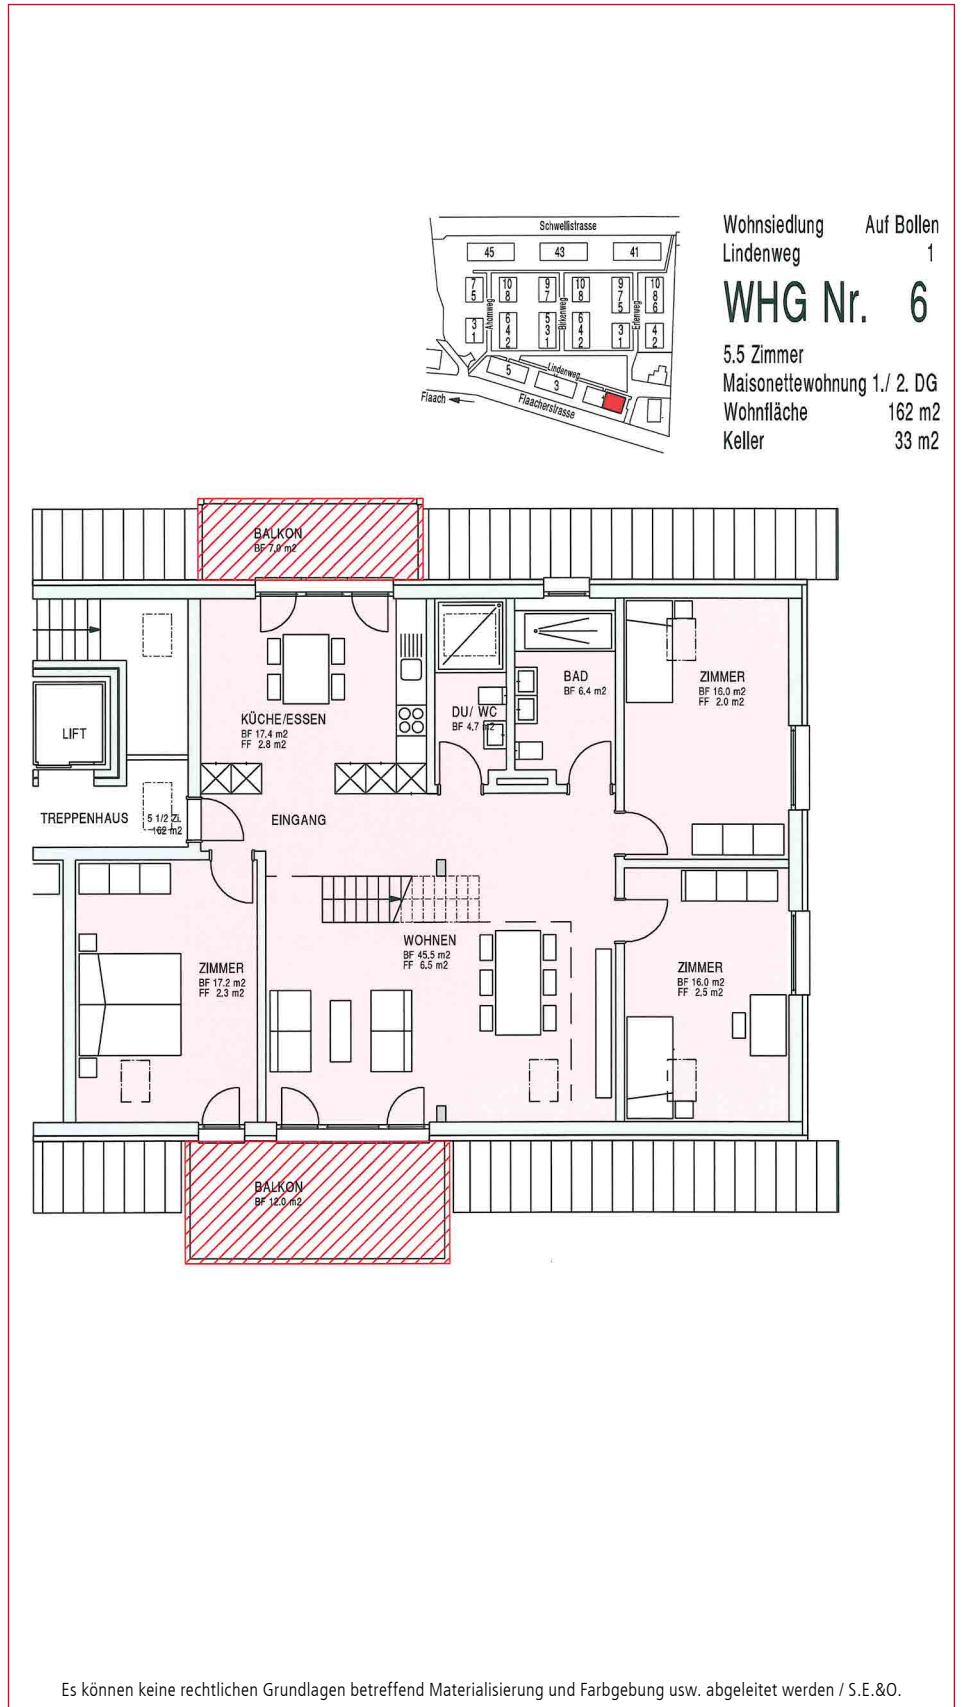 Wohnsiedlung Auf Bollen
Lindenweg 1
WHG Nr. 6
5.5 Zimmer
Maisonettewohnung 1./ 2. DG
Wohnfläche 162 m2
Keller 33 m2
Schwellistrasse
45 43 41
7 5
10 8
9 7
10 8
9 7 5
10 8 6
Ahornweg
Birkenweg
Erlenweg
3 1
6 4 2
5 3 1
6 4 2
3 1
4 2
Lindenweg
5
3
Flaach
Flaacherstrasse
BALKON
BF 7.0 m2
KÜCHE/ESSEN
BF 17.4 m2
FF 2.8 m2
DU/ WC
BF 4.7 m2
BAD
BF 6.4 m2
ZIMMER
BF 16.0 m2
FF 2.0 m2
LIFT
TREPPENHAUS
5 1/2 Zi.
162 m2
EINGANG
WOHNEN
BF 45.5 m2
FF 6.5 m2
ZIMMER
BF 17.2 m2
FF 2.3 m2
ZIMMER
BF 16.0 m2
FF 2.5 m2
BALKON
BF 12.0 m2
Es können keine rechtlichen Grundlagen betreffend Materialisierung und Farbgebung usw. abgeleitet werden / S.E.&O.